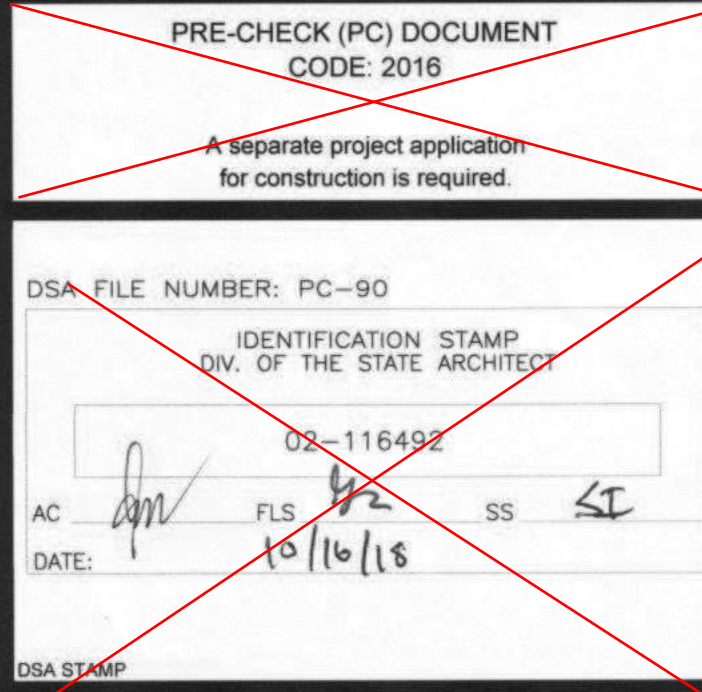 PRE-CHECK (PC) DOCUMENT
CODE: 2016
A separate project application
for construction is required.
DSA FILE NUMBER: PC-90
IDENTIFICATION STAMP
DIV. OF THE STATE ARCHITECT
02-116492
AC FLS SS SI
DATE: 10/16/18
DSA STAMP